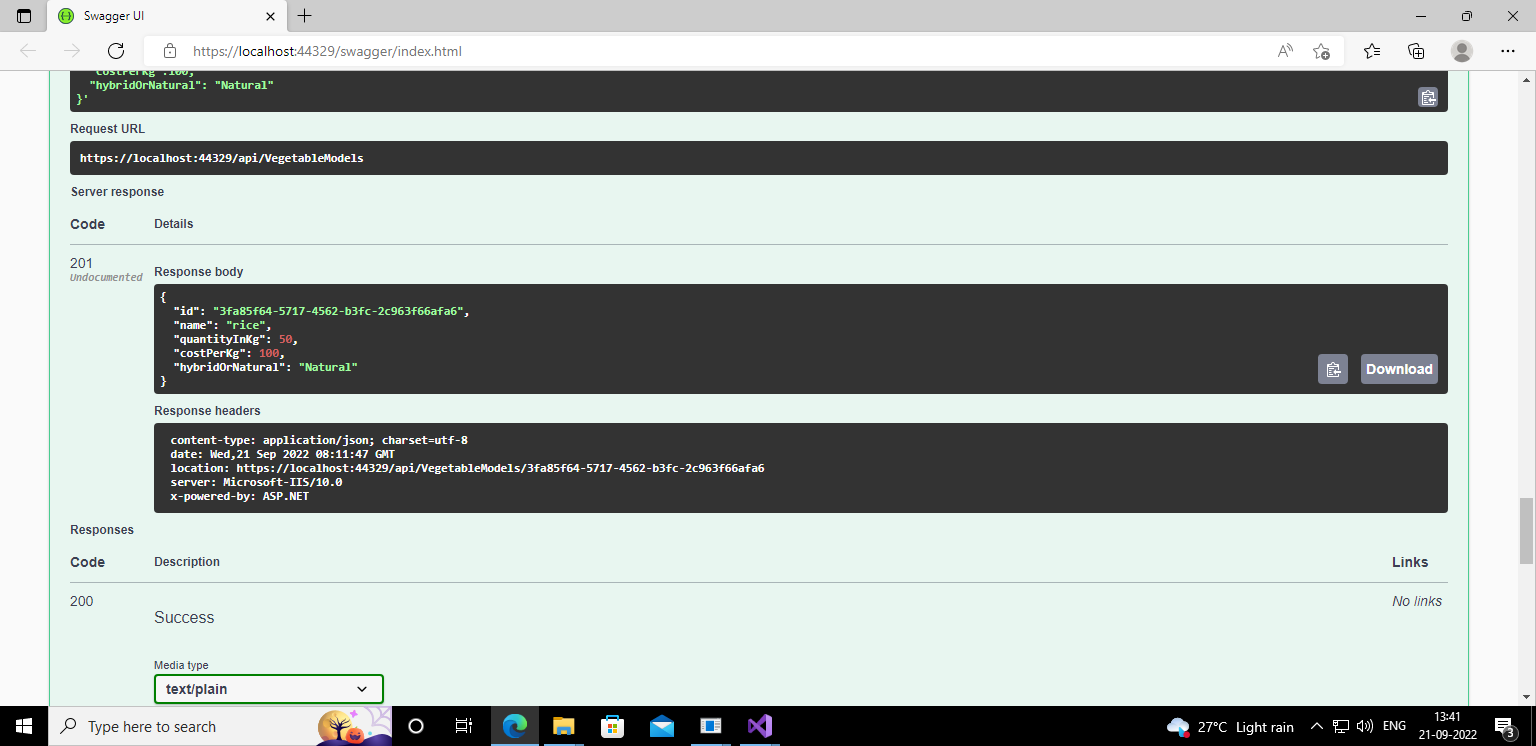 Swagger UI
https://localhost:44329/swagger/index.html
"costPerKg":100,
"hybridOrNatural": "Natural"
}'
Request URL
https://localhost:44329/api/VegetableModels
Server response
Code Details
201
Undocumented
Response body
{
"id": "3fa85f64-5717-4562-b3fc-2c963f66afa6",
"name": "rice",
"quantityInKg": 50,
"costPerKg": 100,
"hybridOrNatural": "Natural"
}
Download
Response headers
content-type: application/json; charset=utf-8
date: Wed,21 Sep 2022 08:11:47 GMT
location: https://localhost:44329/api/VegetableModels/3fa85f64-5717-4562-b3fc-2c963f66afa6
server: Microsoft-IIS/10.0
x-powered-by: ASP.NET
Responses
Code Description Links
200 No links
Success
Media type
text/plain
Type here to search
27°C Light rain
ENG
13:41
21-09-2022
3